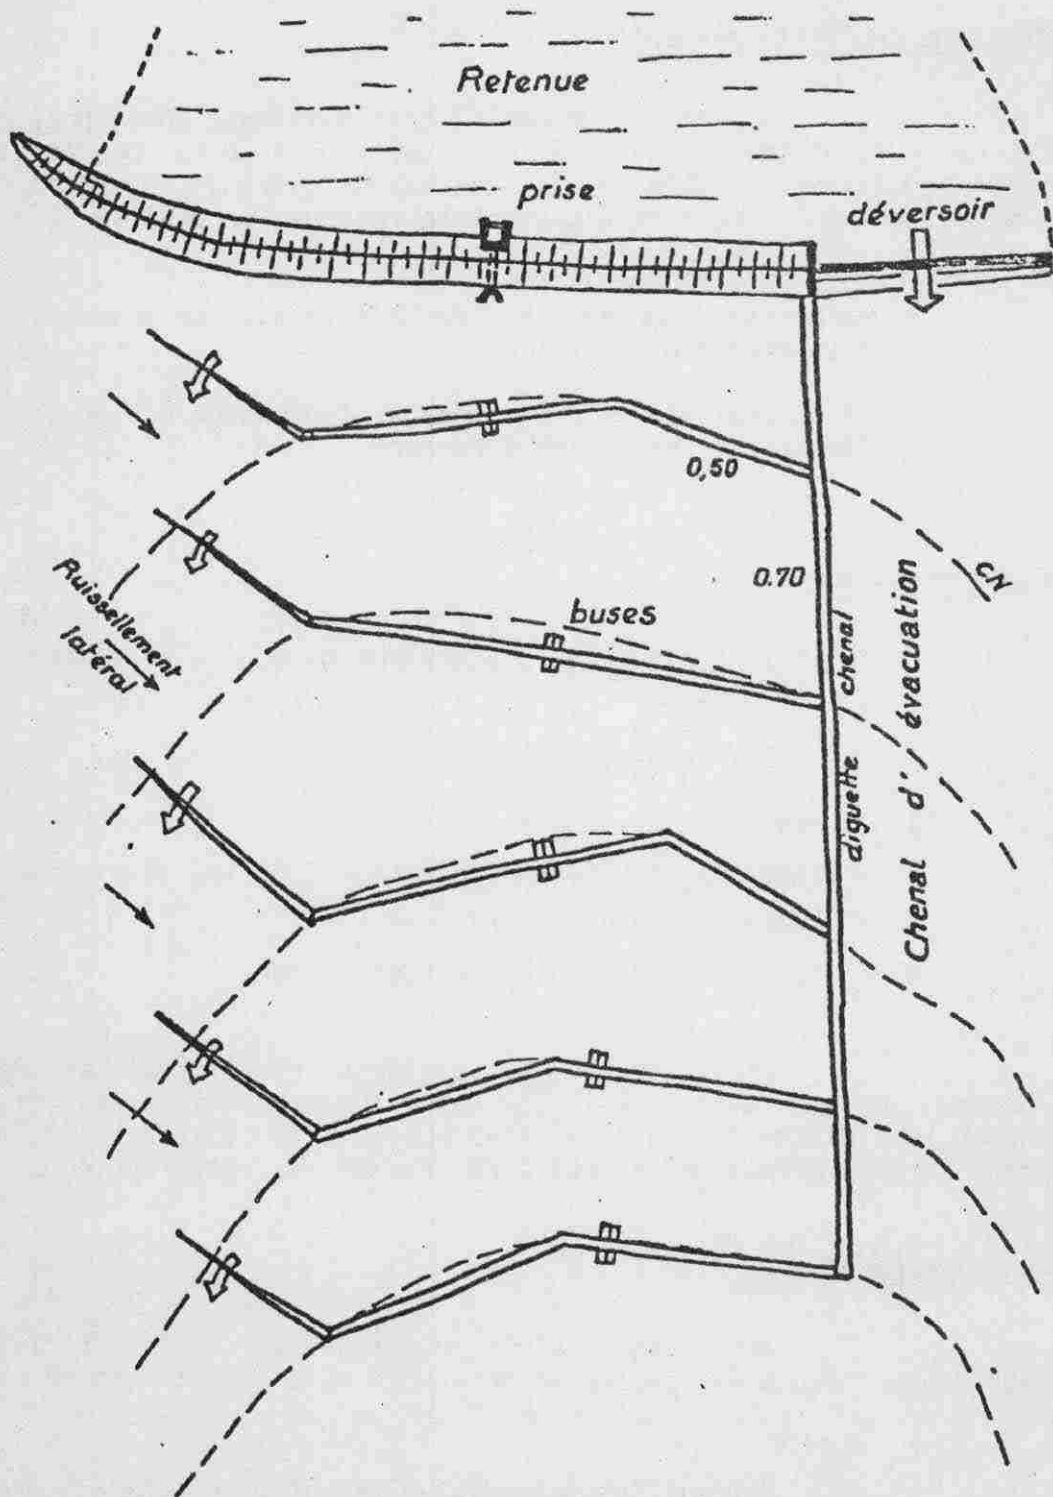 Retenue
prise
déversoir
0,50
CN
0.70
buses
Ruissellement
latéral
chenal
diguette
Chenal d'évacuation